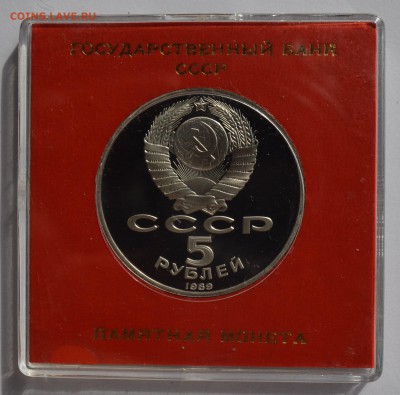 COINS.LAVE.RU
ГОСУДАРСТВЕННЫЙ БАНК
СССР
СССР
5
РУБЛЕЙ
1989
ПАМЯТНАЯ МОНЕТА